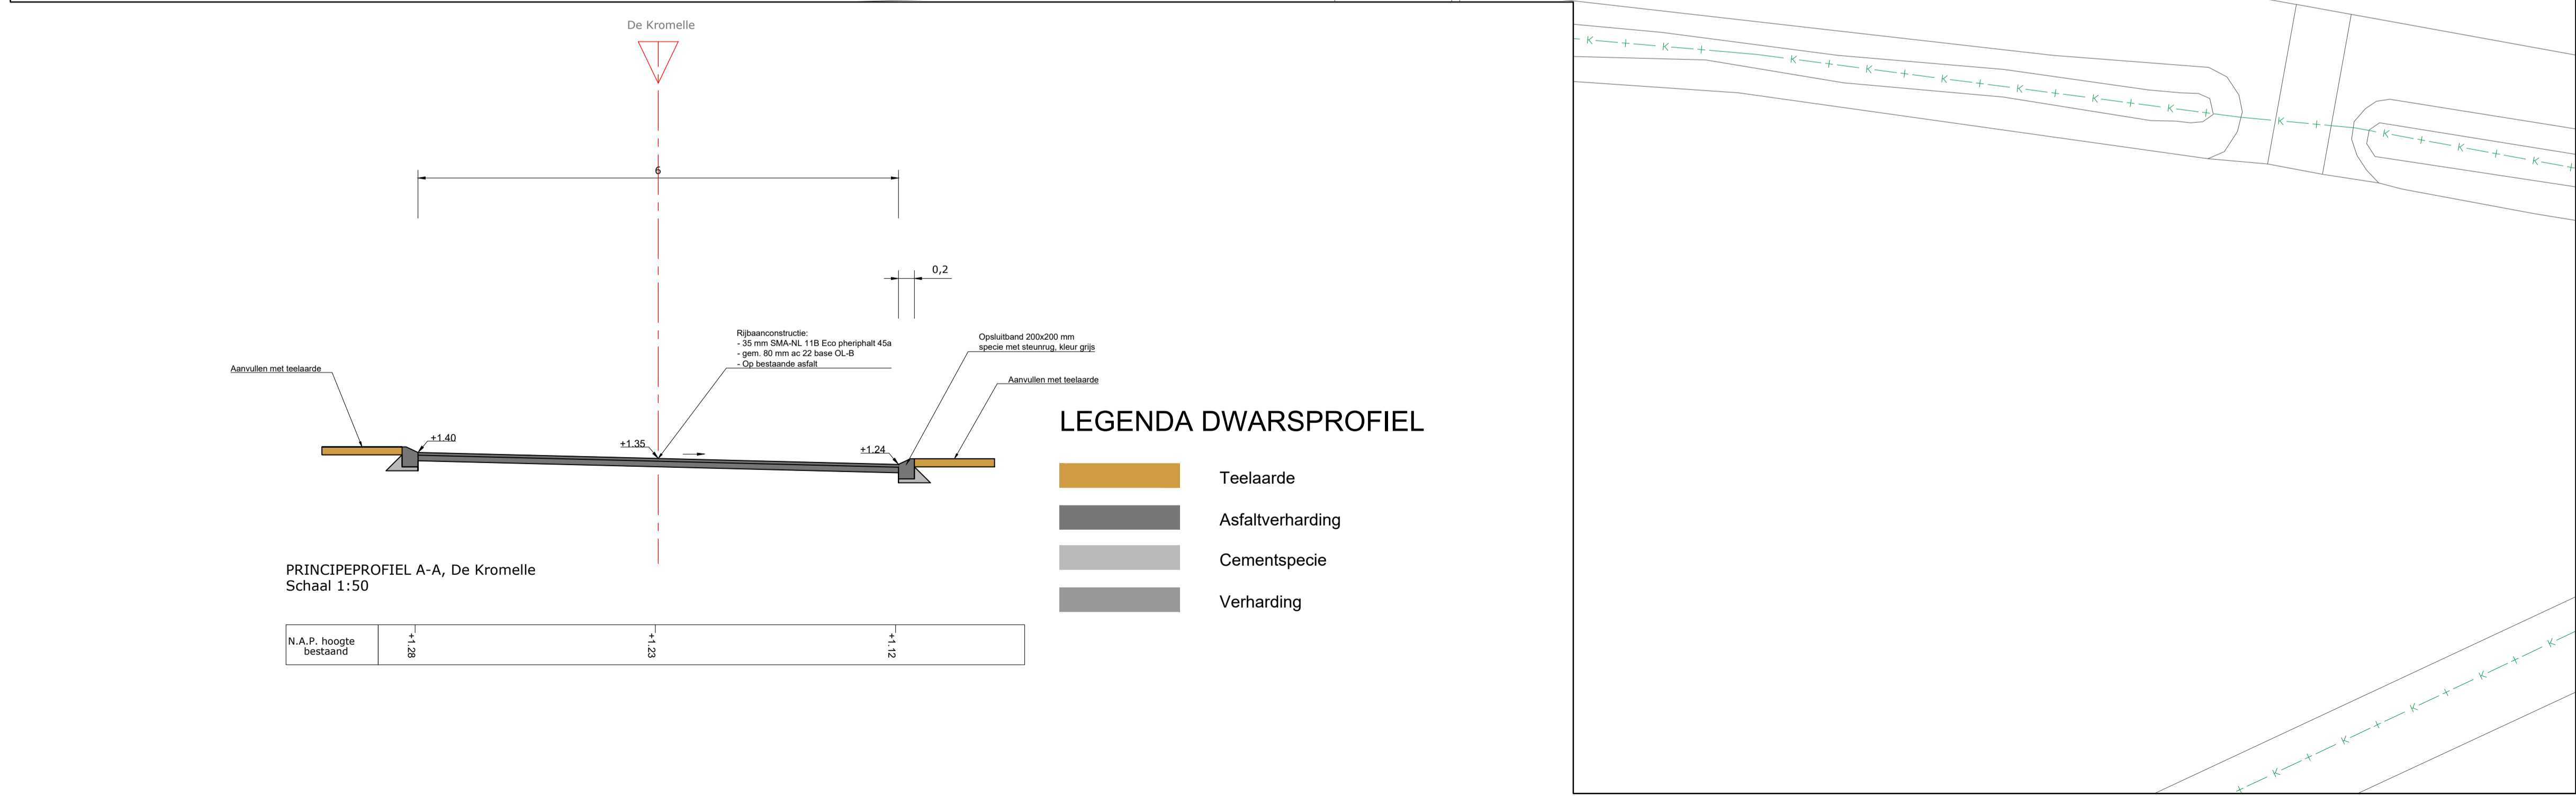 De Kromelle
6
0,2
Rijbaanconstructie:
- 35 mm SMA-NL 11B Eco pheriphalt 45a
- gem. 80 mm ac 22 base OL-B
- Op bestaande asfalt
Opsluitband 200x200 mm
specie met steunrug, kleur grijs
Aanvullen met teelaarde
Aanvullen met teelaarde
+1.40
+1.35
+1.24
LEGENDA DWARSPROFIEL
Teelaarde
Asfaltverharding
Cementspecie
Verharding
PRINCIPEPROFIEL A-A, De Kromelle
Schaal 1:50
N.A.P. hoogte
bestaand
+1.28
+1.23
+1.12
K K K K K K K K K K K K
K K K K K K